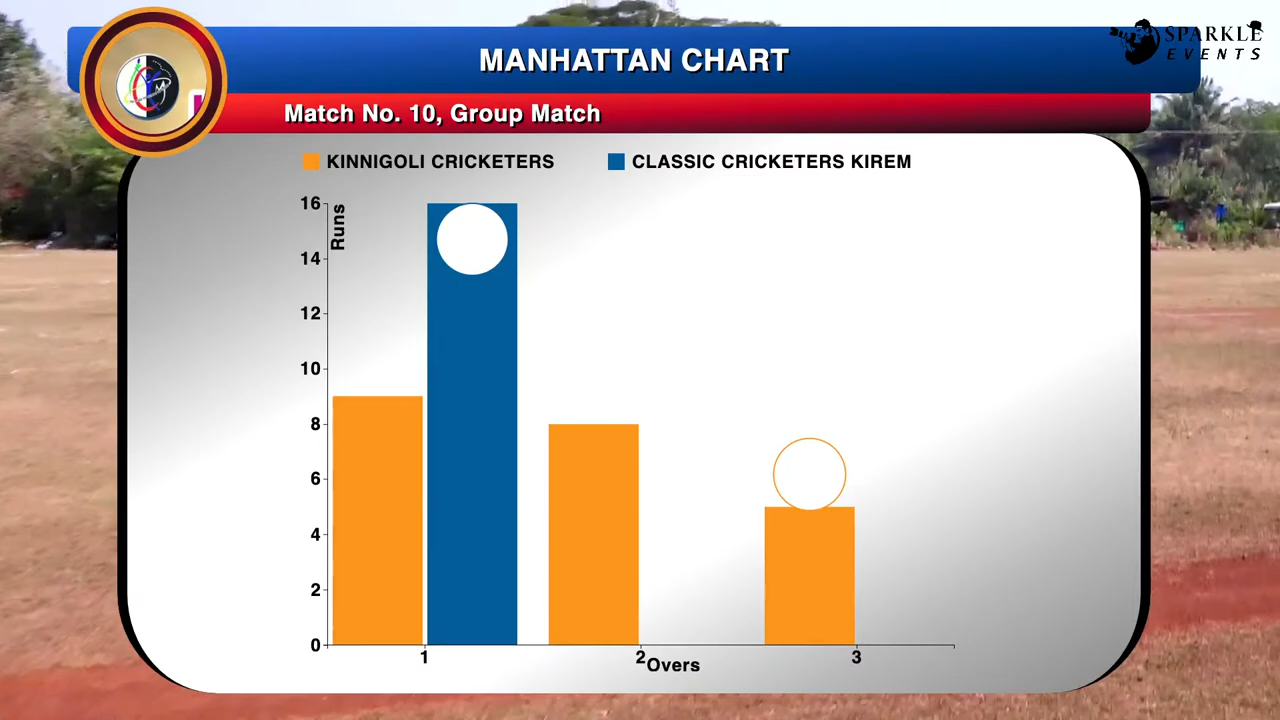 SPARKLE
EVENTS
MANHATTAN CHART
Match No. 10, Group Match
KINNIGOLI CRICKETERS
CLASSIC CRICKETERS KIREM
Runs
16
14
12
10
8
6
4
2
0
1
2
3
Overs